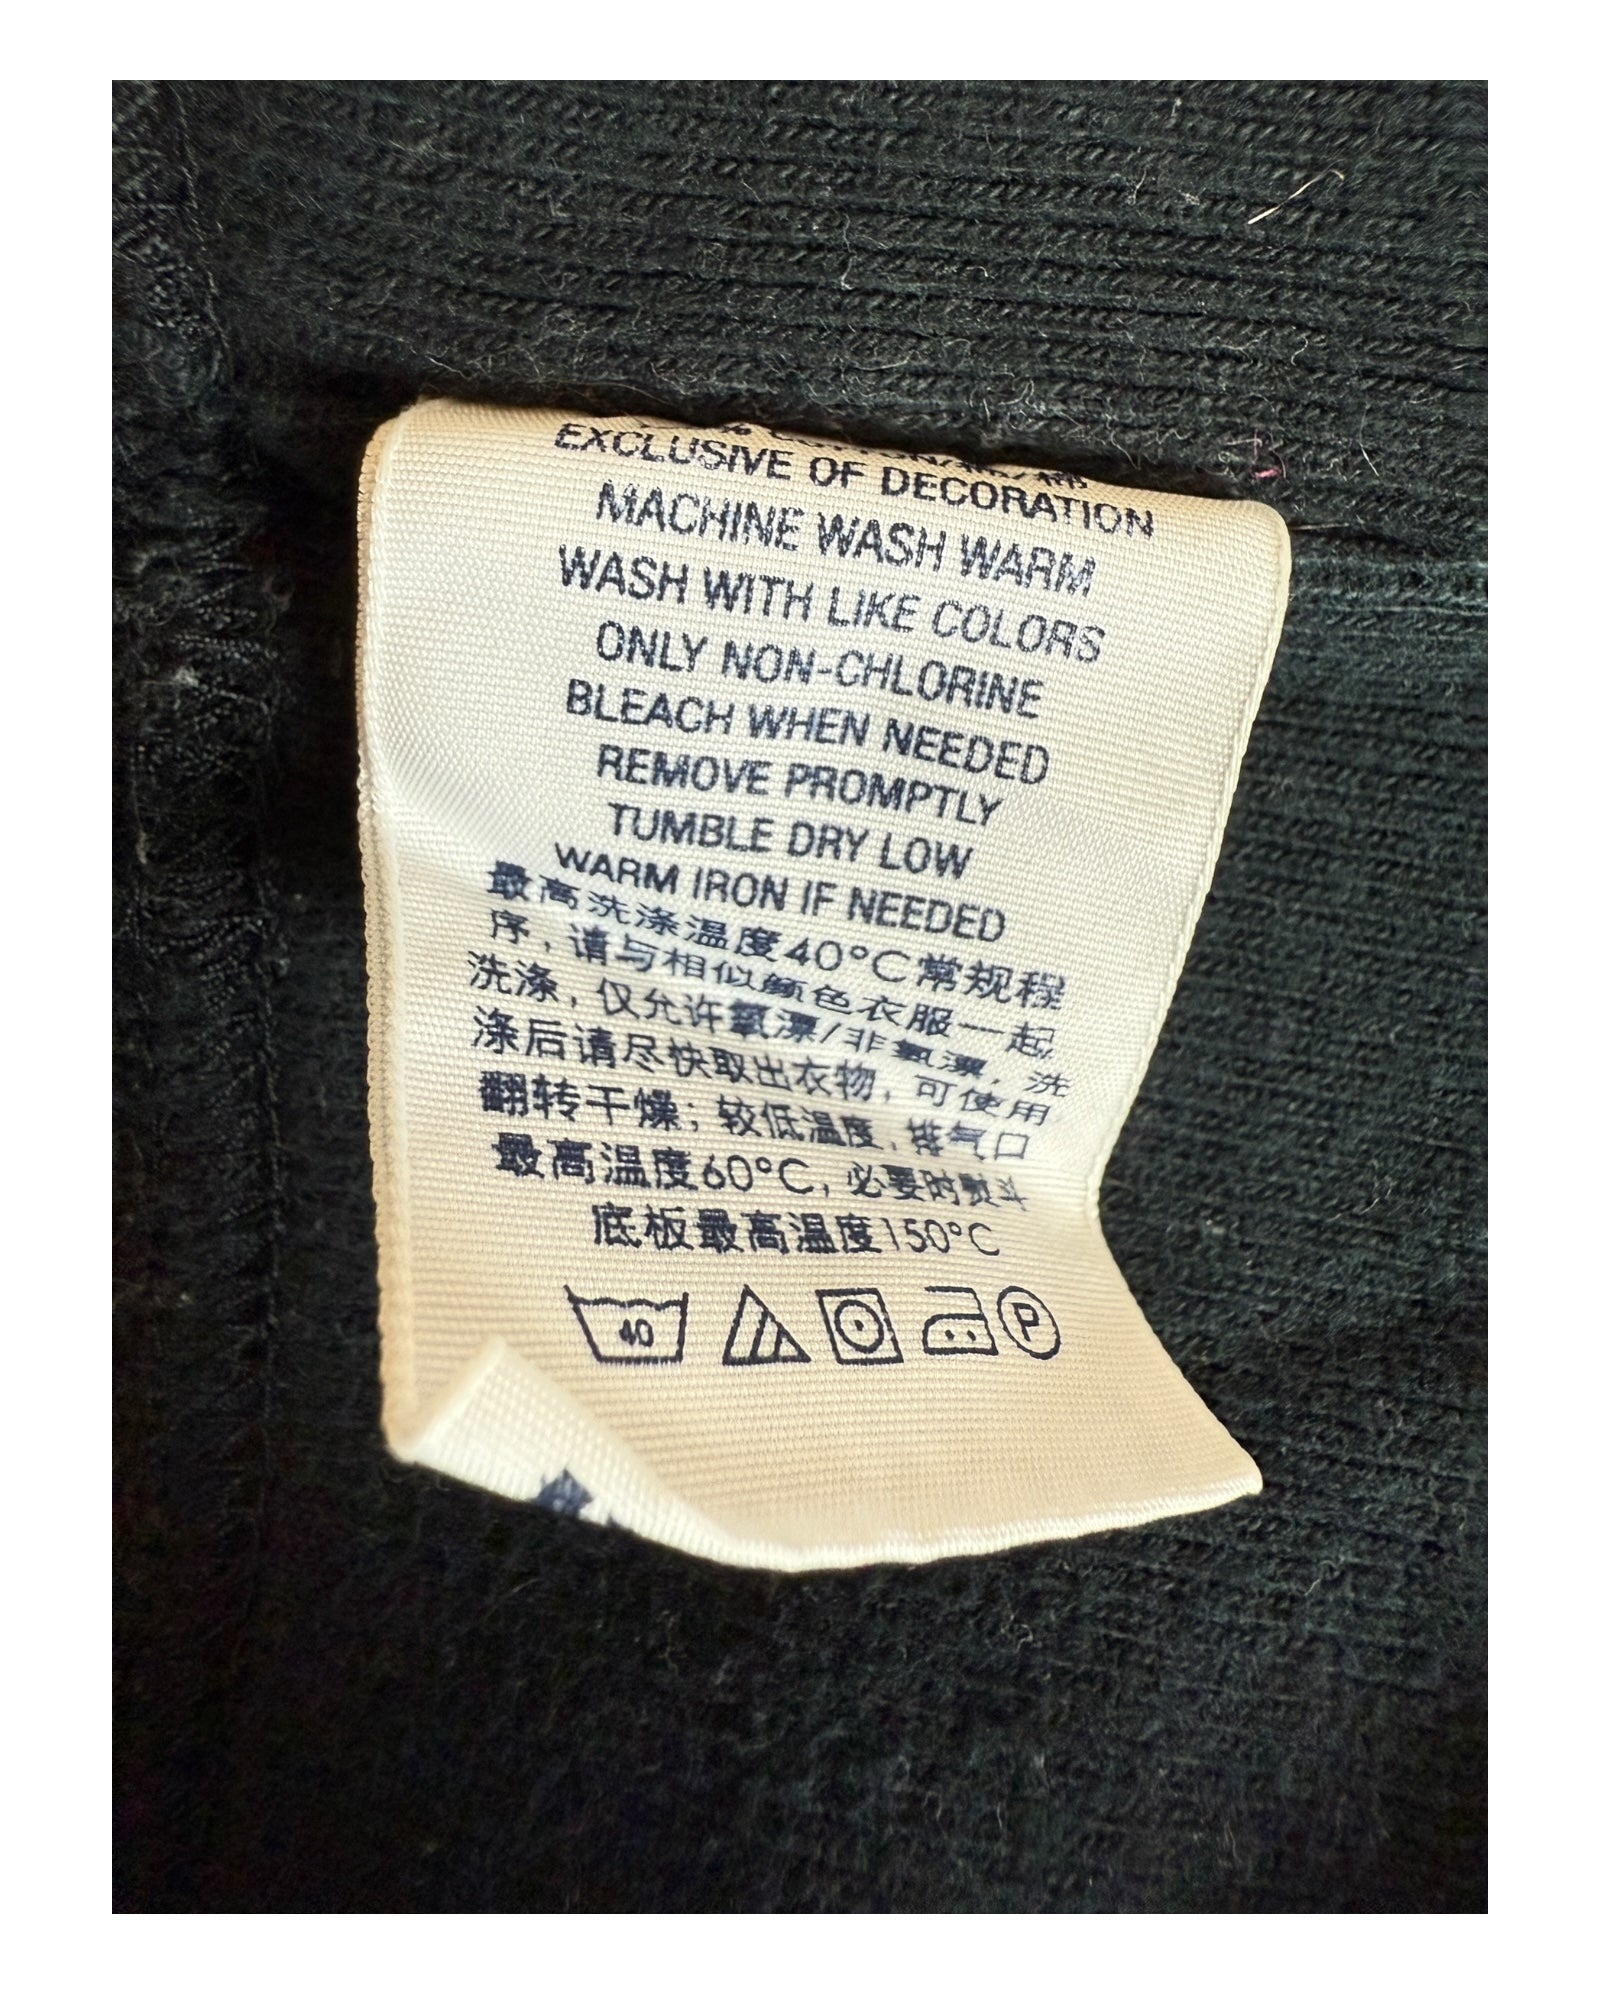 EXCLUSIVE OF DECORATION
MACHINE WASH WARM
WASH WITH LIKE COLORS
ONLY NON-CHLORINE
BLEACH WHEN NEEDED
REMOVE PROMPTLY
TUMBLE DRY LOW
WARM IRON IF NEEDED
最高洗涤温度40°C常规程
序，请与相似颜色衣服一起
洗涤，仅允许氧漂/非氯漂，洗
涤后请尽快取出衣物，可使用
翻转干燥；较低温度，排气口
最高温度60°C，必要时熨斗
底板最高温度150°C
40
P